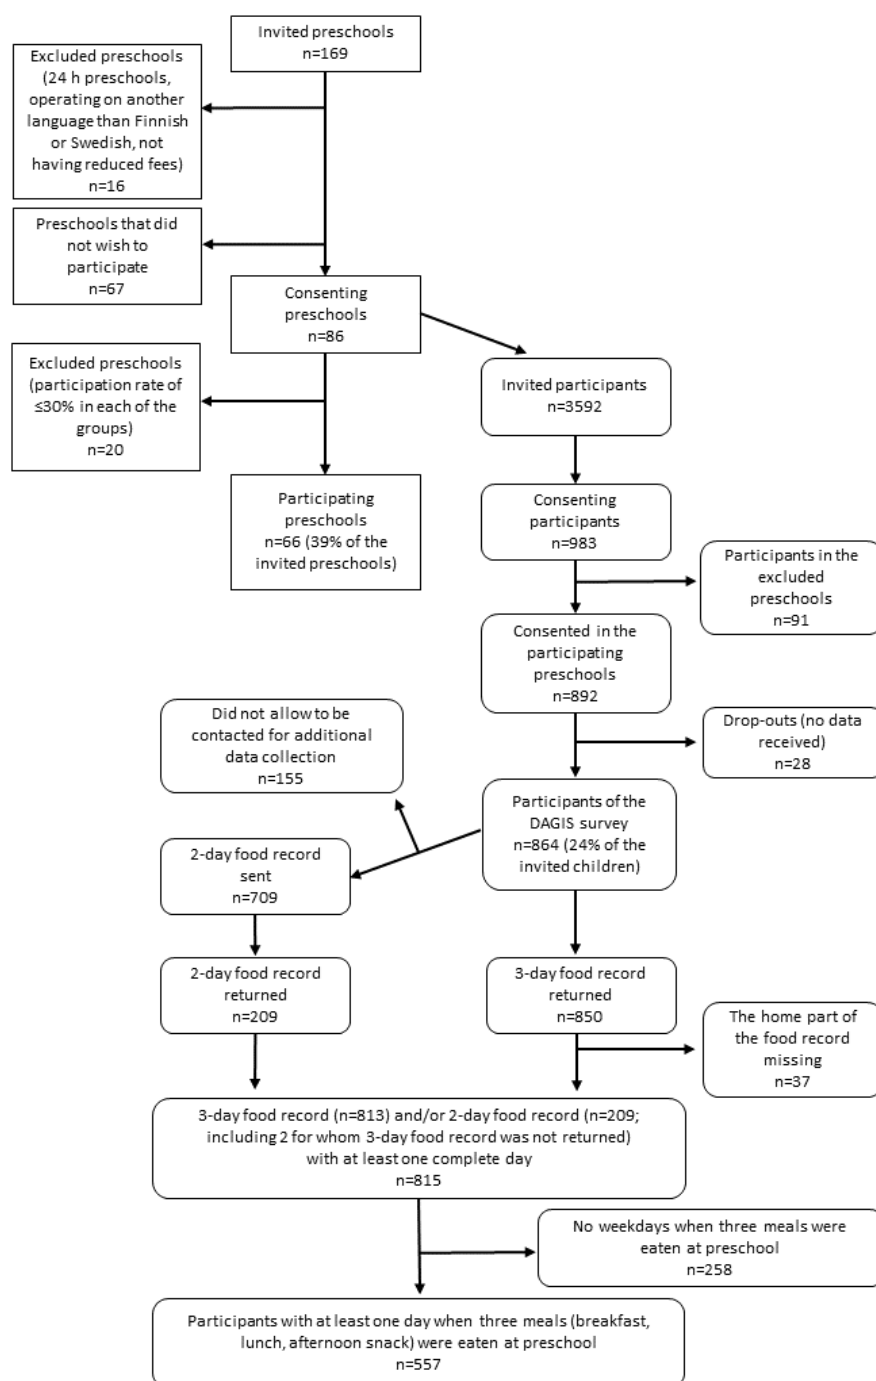 Invited preschools
n=169
Excluded preschools
(24 h preschools,
operating on another
language than Finnish
or Swedish, not
having reduced fees)
n=16
Preschools that did
not wish to
participate
n=67
Consenting
preschools
n=86
Excluded preschools
(participation rate of
≤30% in each of the
groups)
n=20
Invited participants
n=3592
Participating
preschools
n=66 (39% of the
invited preschools)
Consenting
participants
n=983
Participants in the
excluded
preschools
n=91
Consented in the
participating
preschools
n=892
Did not allow to be
contacted for additional
data collection
n=155
Drop-outs (no data
received)
n=28
Participants of the
DAGIS survey
n=864 (24% of the
invited children)
2-day food record
sent
n=709
2-day food record
returned
n=209
3-day food record
returned
n=850
The home part of
the food record
missing
n=37
3-day food record (n=813) and/or 2-day food record (n=209;
including 2 for whom 3-day food record was not returned)
with at least one complete day
n=815
No weekdays when three meals were
eaten at preschool
n=258
Participants with at least one day when three meals (breakfast,
lunch, afternoon snack) were eaten at preschool
n=557